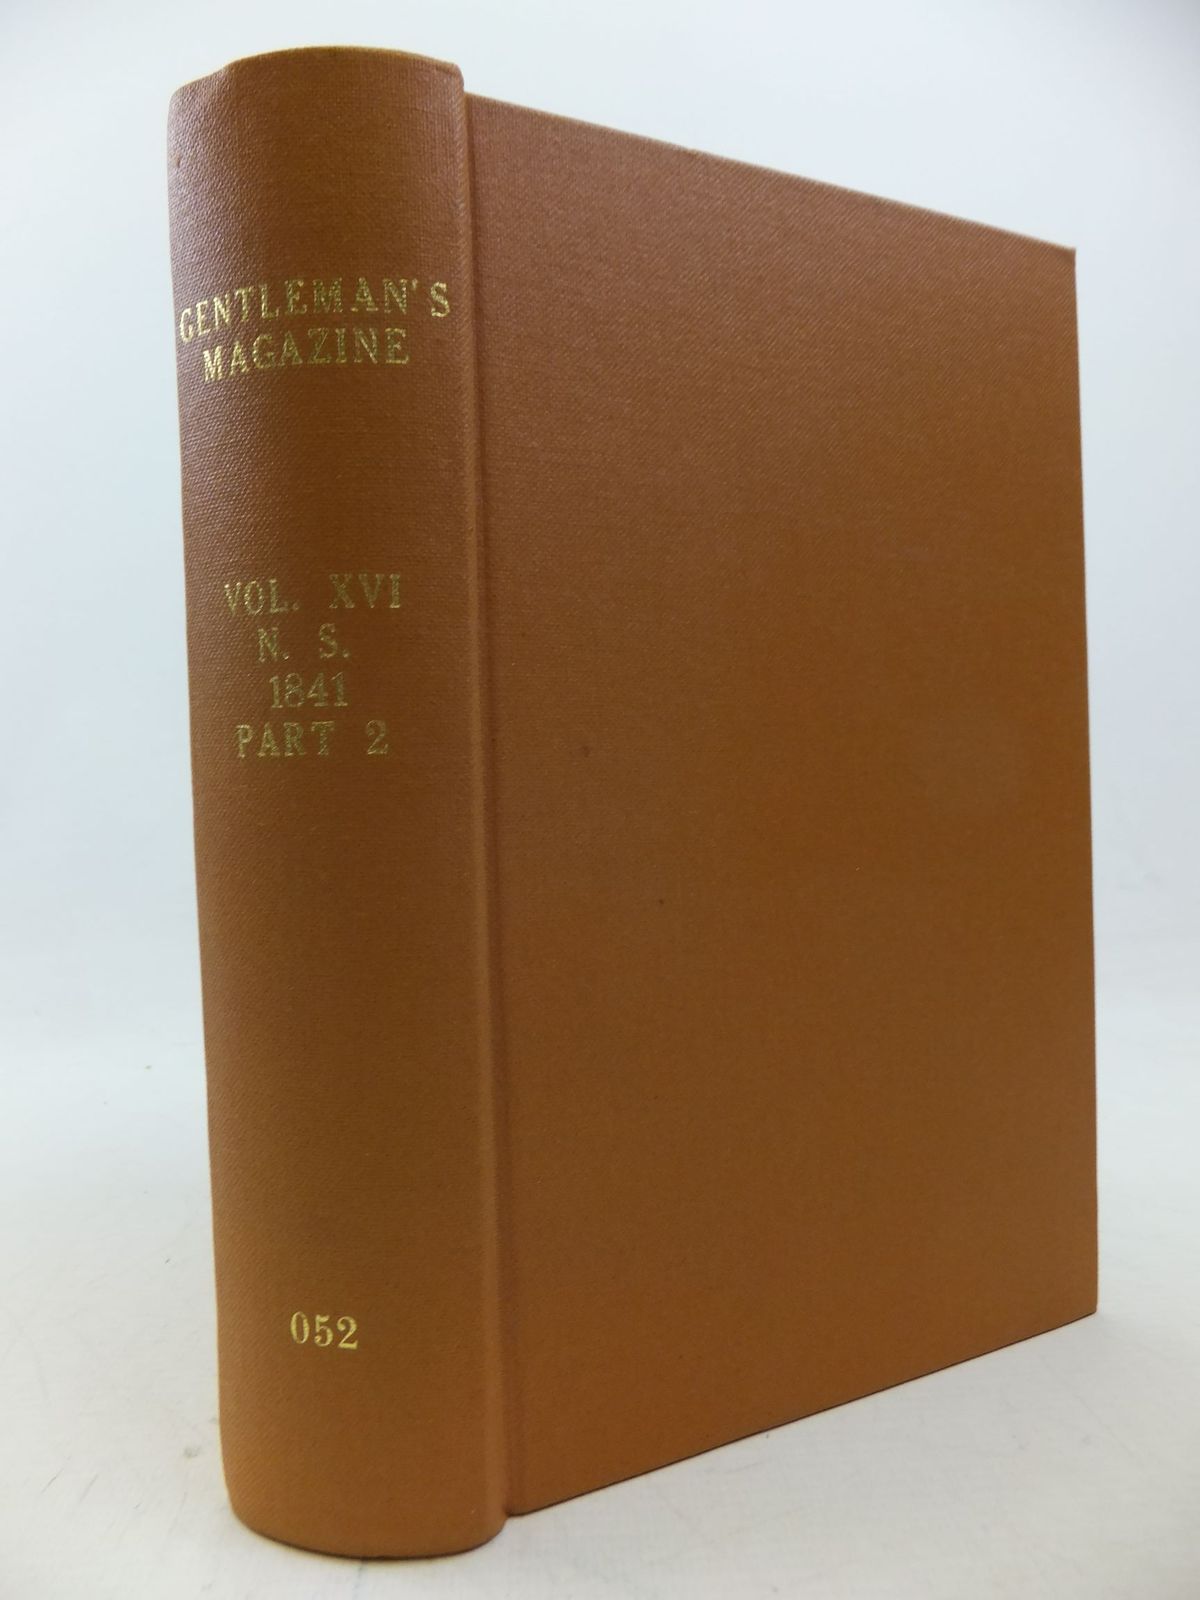 GENTLEMAN'S
MAGAZINE
VOL. XVI
N. S.
1841
PART 2
052